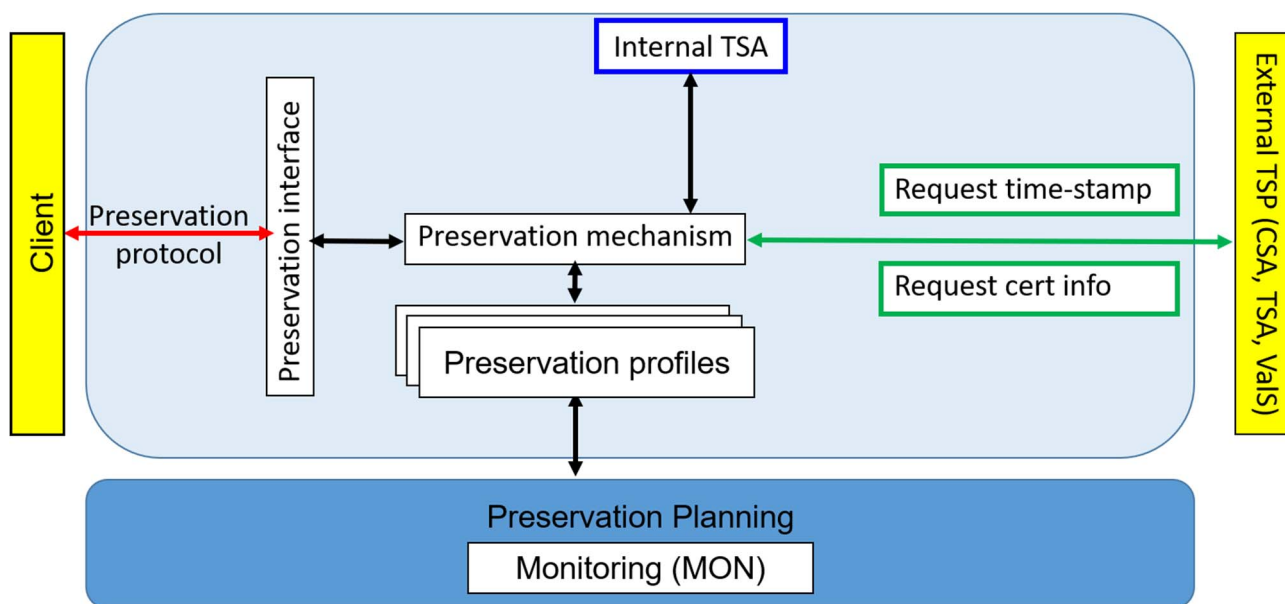 Internal TSA
Client
Preservation
protocol
Preservation interface
Preservation mechanism
Request time-stamp
Request cert info
External TSP (CSA, TSA, ValS)
Preservation profiles
Preservation Planning
Monitoring (MON)